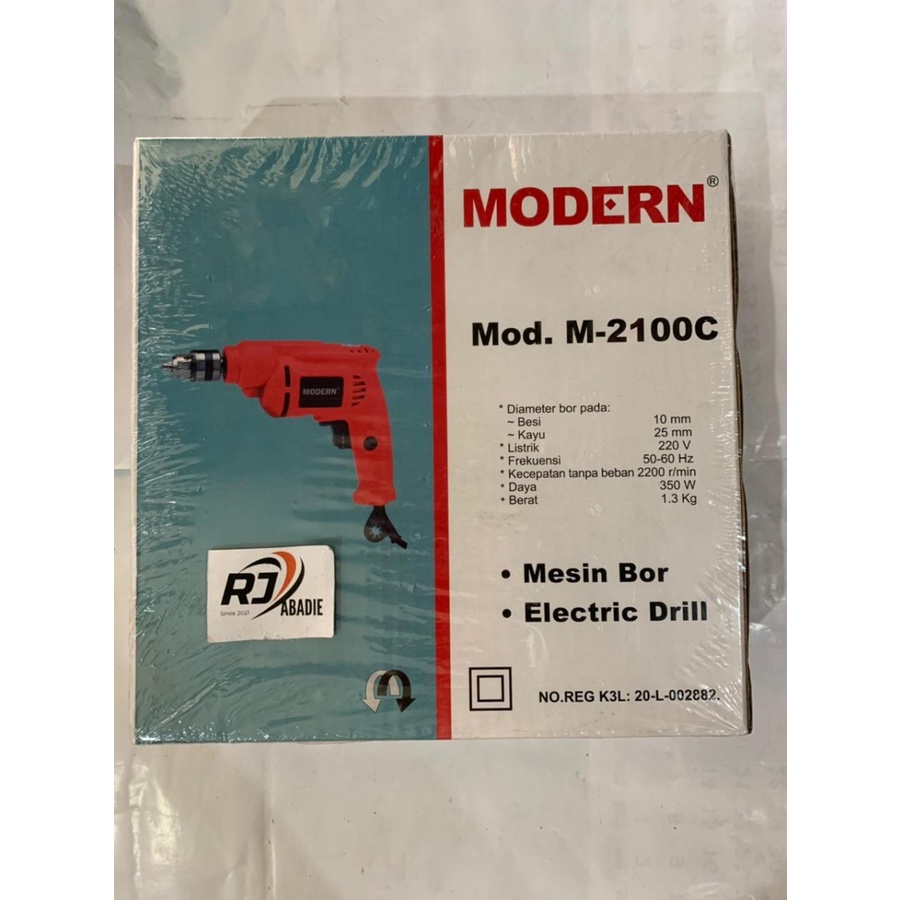 MODERN®
Mod. M-2100C
MODERN
* Diameter bor pada:
~ Besi 10 mm
~ Kayu 25 mm
* Listrik 220 V
* Frekuensi 50-60 Hz
* Kecepatan tanpa beban 2200 r/min
* Daya 350 W
* Berat 1.3 Kg
• Mesin Bor
• Electric Drill
RJ
Since 2021
ABADIE
NO.REG K3L: 20-L-002882.